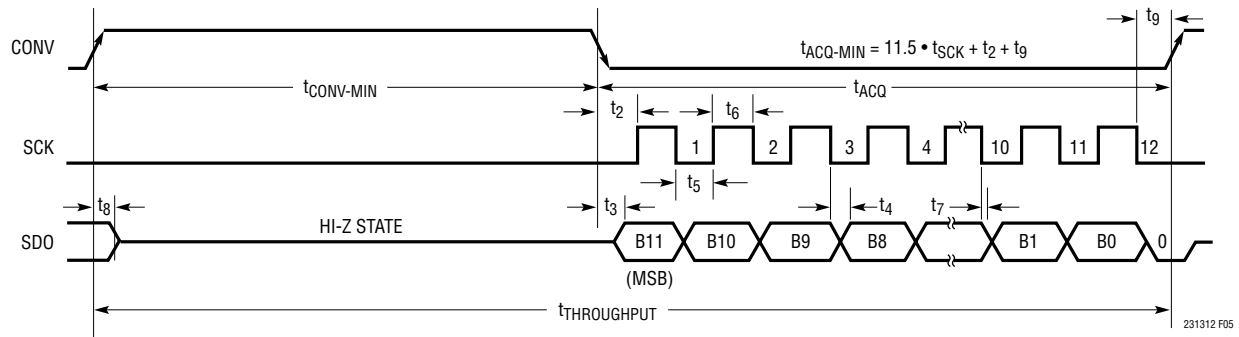 t9
CONV
tACQ-MIN = 11.5 • tSCK + t2 + t9
tCONV-MIN
tACQ
t2
t6
SCK
1
2
3
4
10
11
12
t5
t8
t3
t4
t7
HI-Z STATE
SDO
B11
B10
B9
B8
B1
B0
0
(MSB)
tTHROUGHPUT
231312 F05